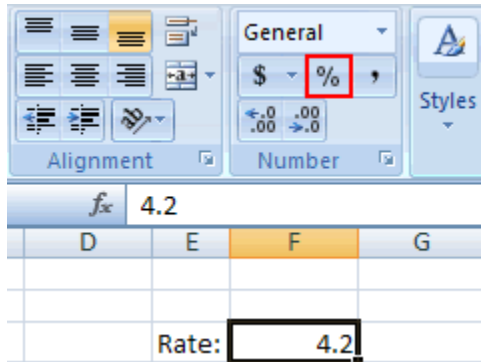 General
$ %,
Styles
.0 .00
.00 .0
Alignment Number
fx 4.2
D E F G
Rate: 4.2